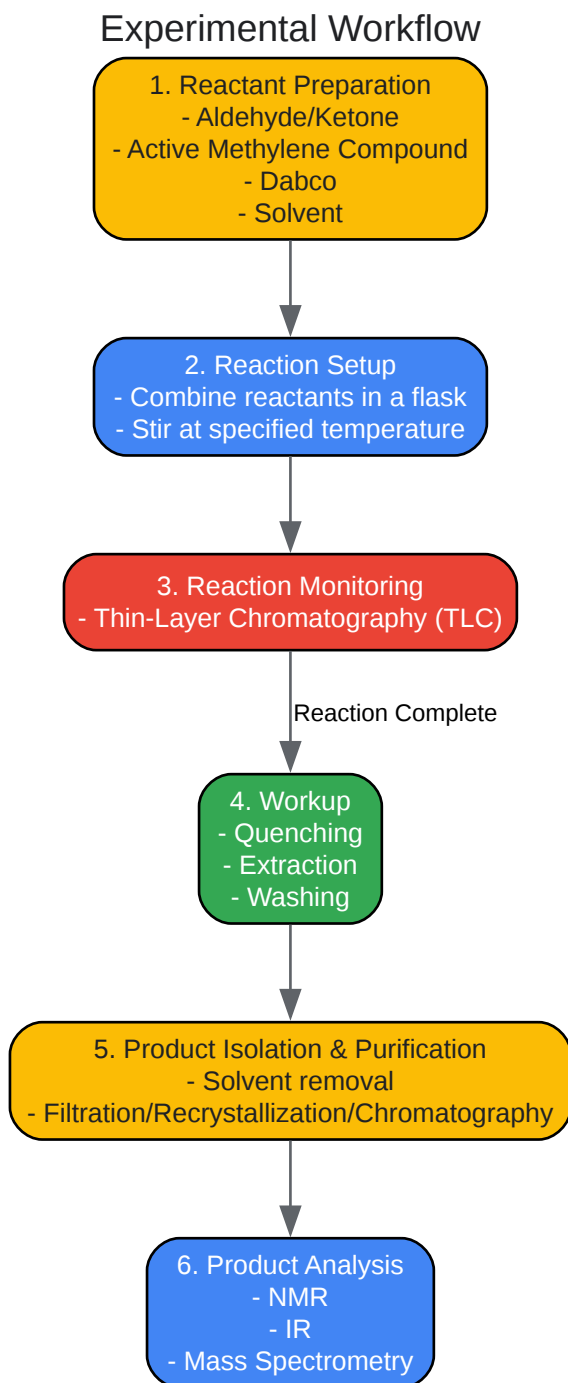 Experimental Workflow
1. Reactant Preparation
- Aldehyde/Ketone
- Active Methylene Compound
- Dabco
- Solvent
2. Reaction Setup
- Combine reactants in a flask
- Stir at specified temperature
3. Reaction Monitoring
- Thin-Layer Chromatography (TLC)
Reaction Complete
4. Workup
- Quenching
- Extraction
- Washing
5. Product Isolation & Purification
- Solvent removal
- Filtration/Recrystallization/Chromatography
6. Product Analysis
- NMR
- IR
- Mass Spectrometry